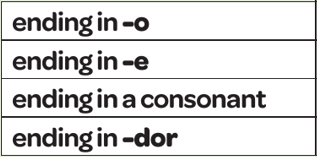 ending in -o
ending in -e
ending in a consonant
ending in -dor